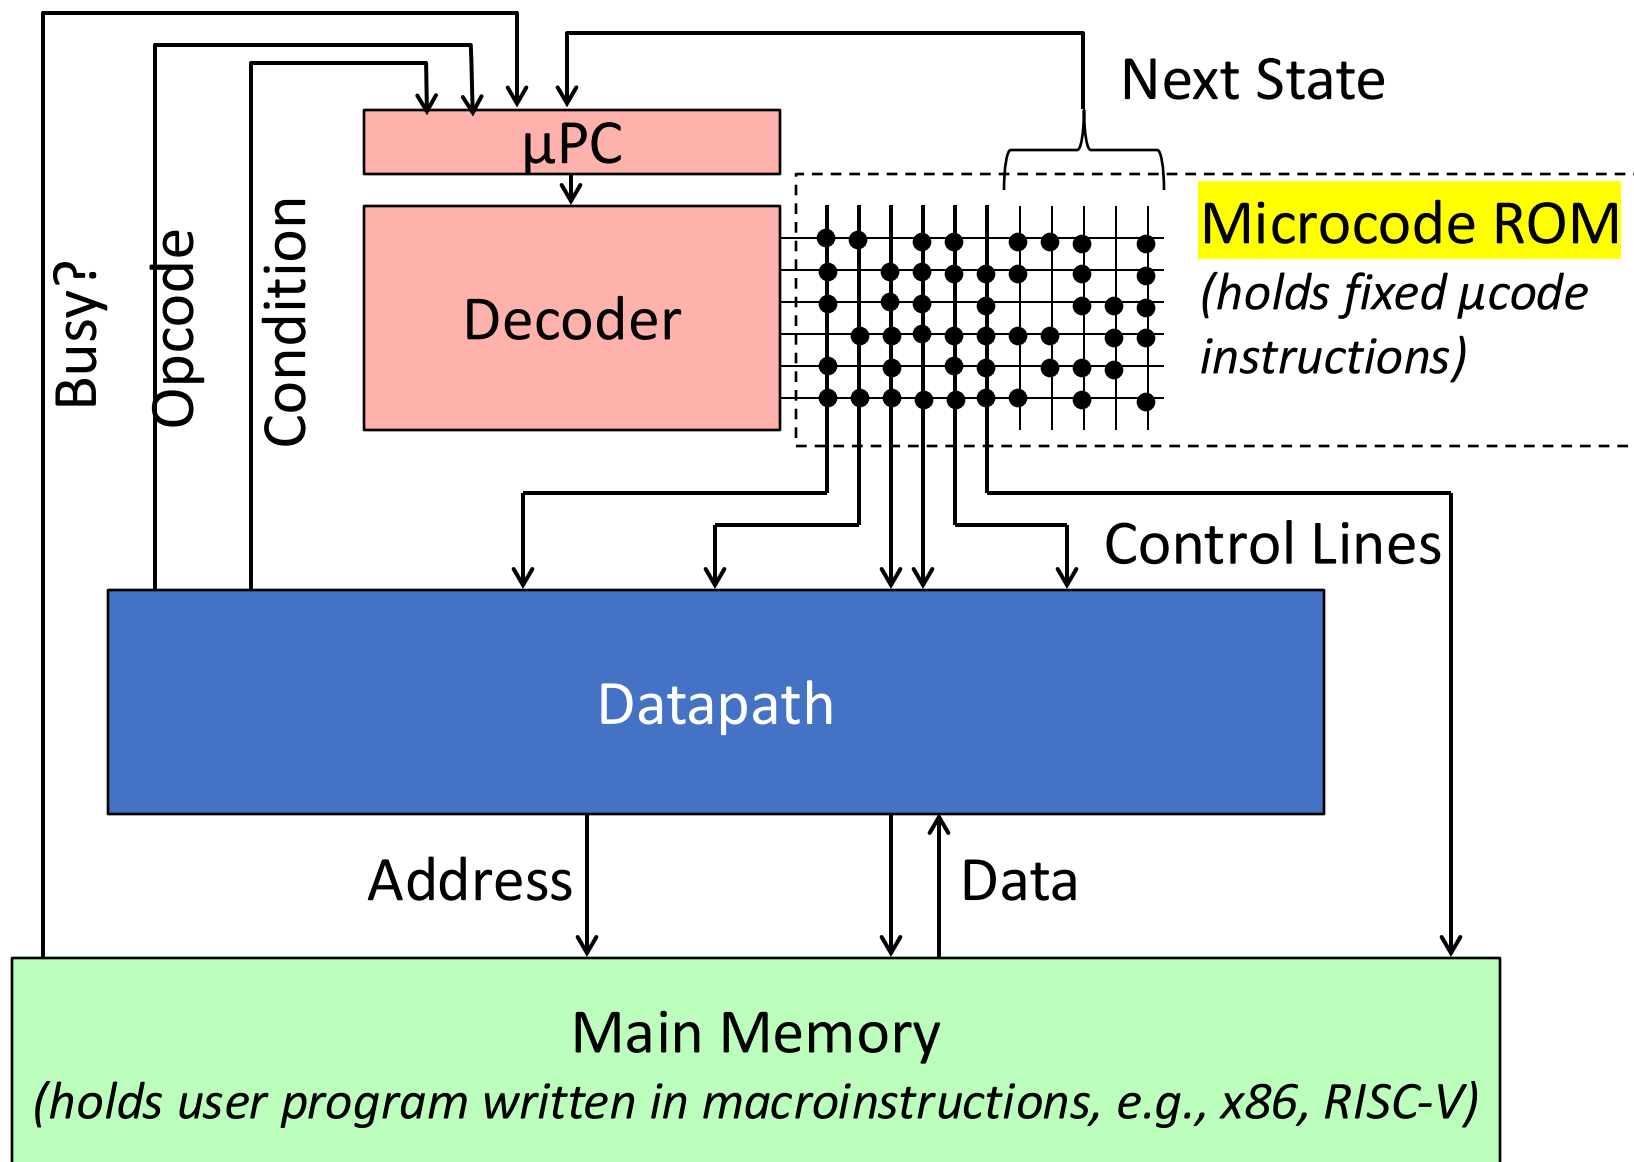 Next State
µPC
Microcode ROM
(holds fixed µcode
instructions)
Busy?
Opcode
Condition
Decoder
Control Lines
Datapath
Address
Data
Main Memory
(holds user program written in macroinstructions, e.g., x86, RISC-V)